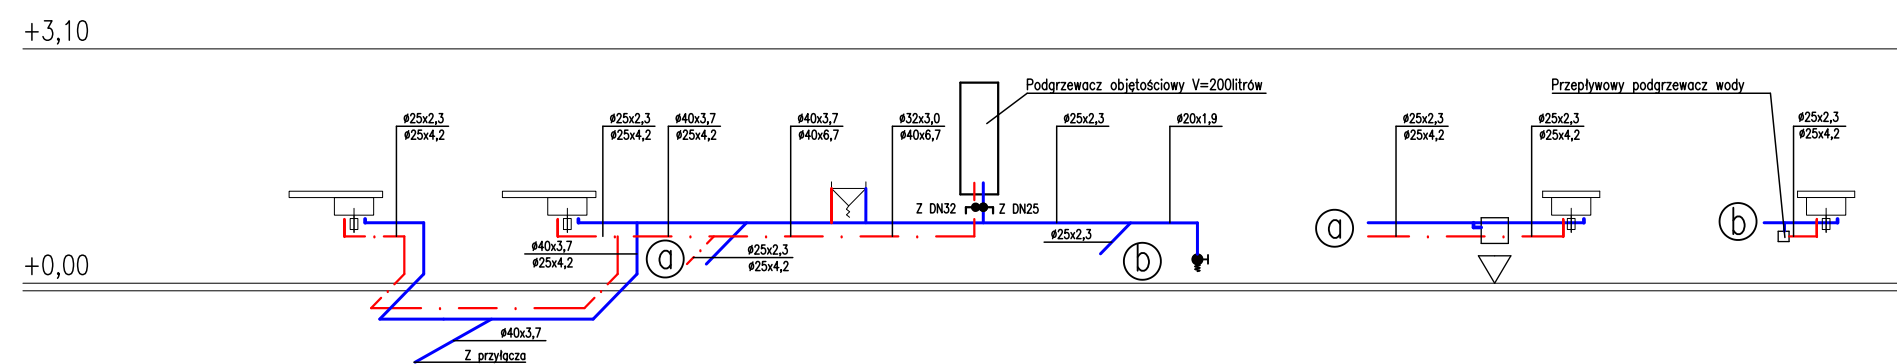 +3,10
Podgrzewacz objętościowy V=200litrów
Przepływowy podgrzewacz wody
ø25x2,3
ø25x4,2
ø25x2,3
ø25x4,2
ø40x3,7
ø25x4,2
ø40x3,7
ø40x6,7
ø32x3,0
ø40x6,7
ø25x2,3
ø20x1,9
ø25x2,3
ø25x4,2
ø25x2,3
ø25x4,2
ø25x2,3
ø25x4,2
Z DN32
Z DN25
ø40x3,7
ø25x4,2
a
ø25x2,3
ø25x4,2
ø25x2,3
b
a
b
+0,00
ø40x3,7
Z przyłącza